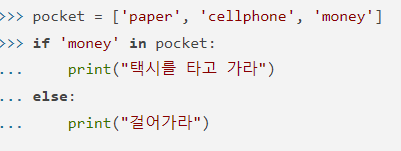 >>> pocket = ['paper', 'cellphone', 'money']
>>> if 'money' in pocket:
...     print("택시를 타고 가라")
... else:
...     print("걸어가라")